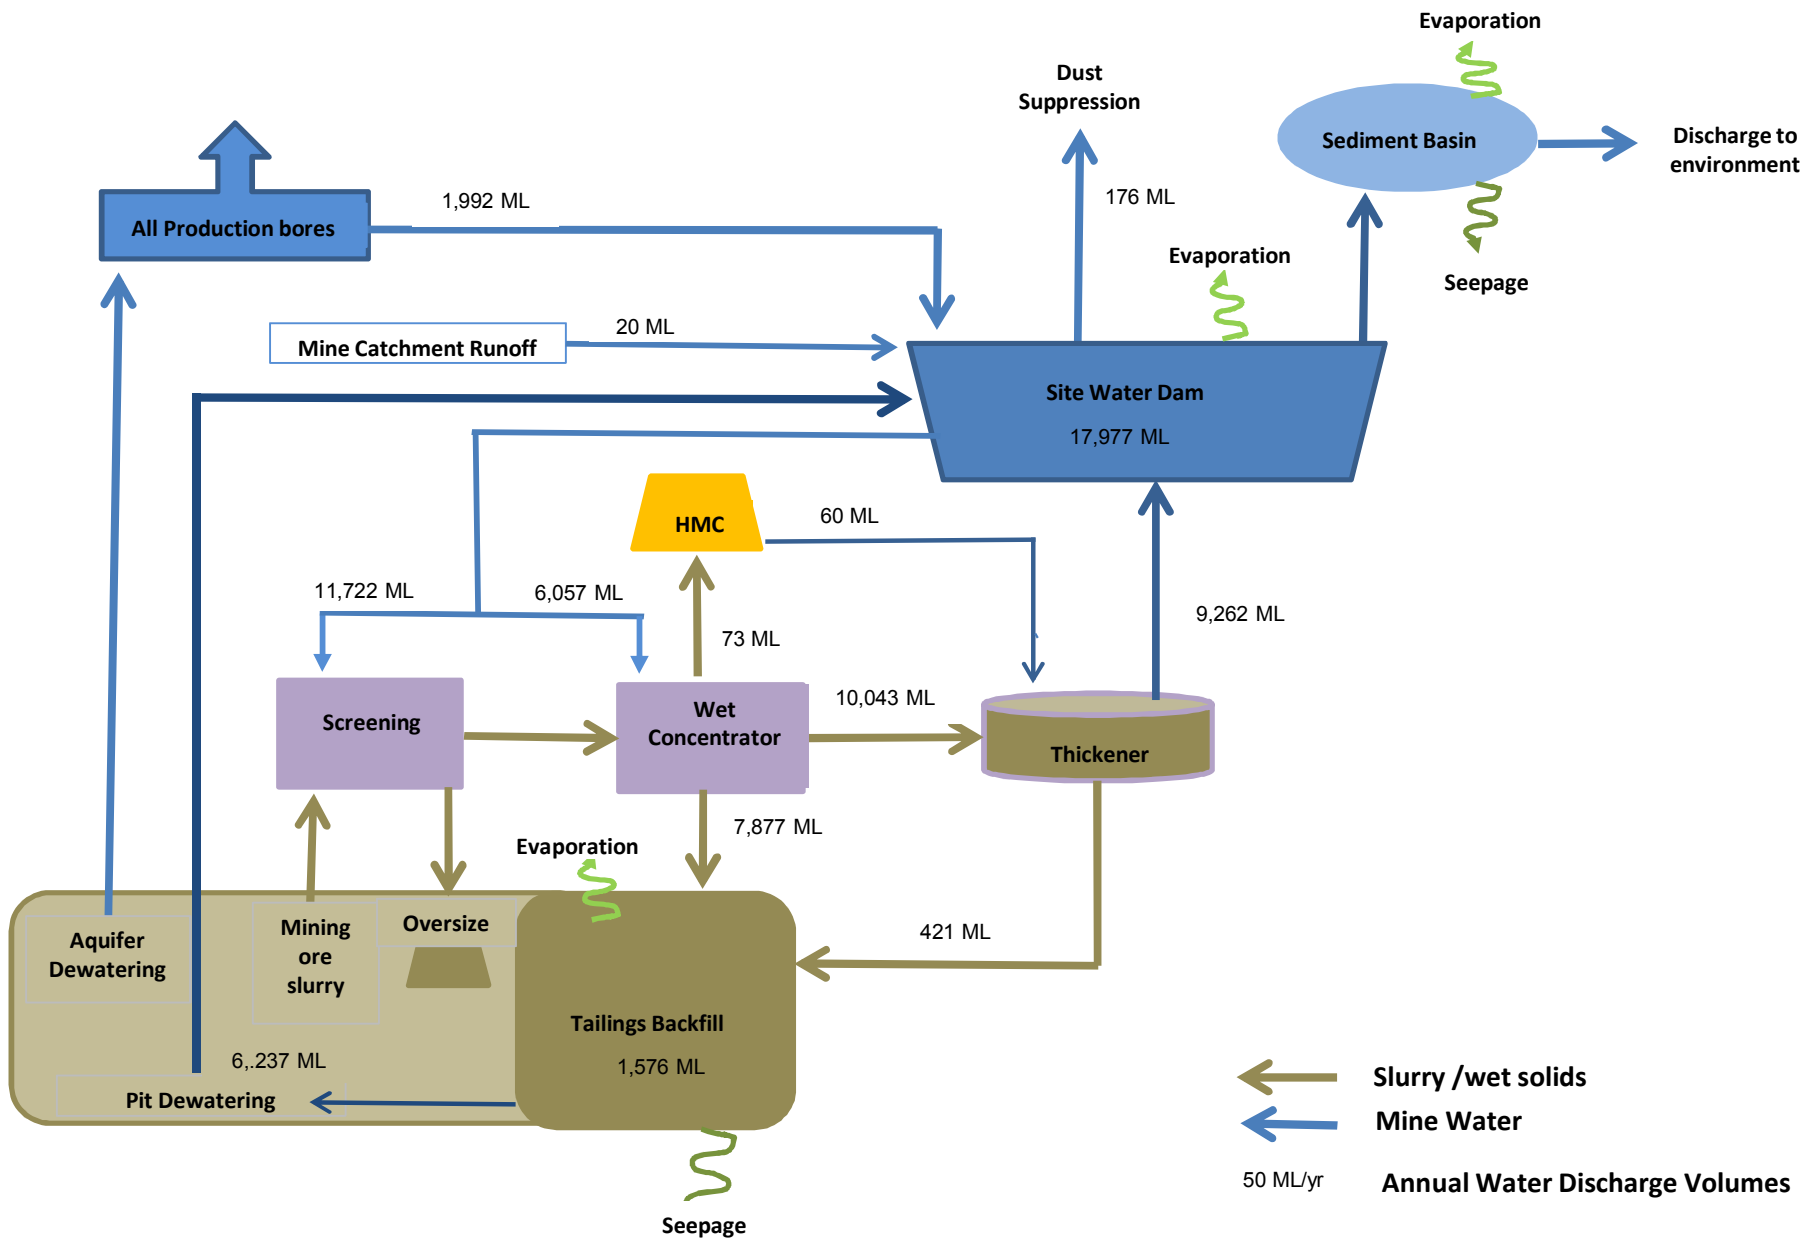 Evaporation
Dust
Suppression
Sediment Basin
Discharge to
environment
All Production bores
1,992 ML
176 ML
Evaporation
Seepage
Mine Catchment Runoff
20 ML
Site Water Dam
17,977 ML
HMC
60 ML
11,722 ML
6,057 ML
73 ML
9,262 ML
Screening
Wet
Concentrator
10,043 ML
Thickener
7,877 ML
Evaporation
Aquifer
Dewatering
Mining
ore
slurry
Oversize
421 ML
Tailings Backfill
1,576 ML
6,.237 ML
Pit Dewatering
Seepage
Slurry /wet solids
Mine Water
50 ML/yr
Annual Water Discharge Volumes